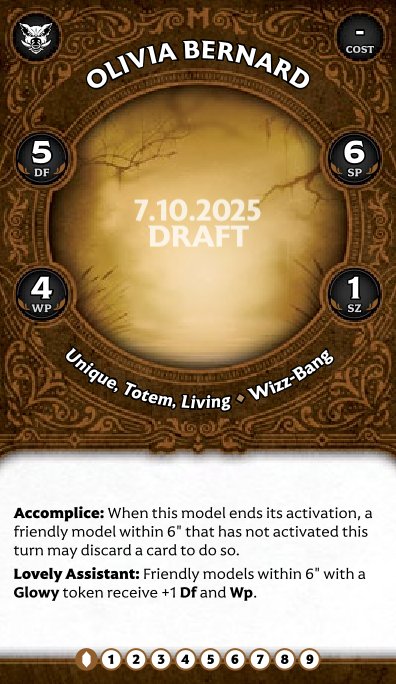 M
-
COST
OLIVIA BERNARD
5
DF
6
SP
7.10.2025
DRAFT
4
WP
1
SZ
Unique, Totem, Living ◆ Wizz-Bang
Accomplice: When this model ends its activation, a
friendly model within 6" that has not activated this
turn may discard a card to do so.
Lovely Assistant: Friendly models within 6" with a
Glowy token receive +1 Df and Wp.
1 2 3 4 5 6 7 8 9